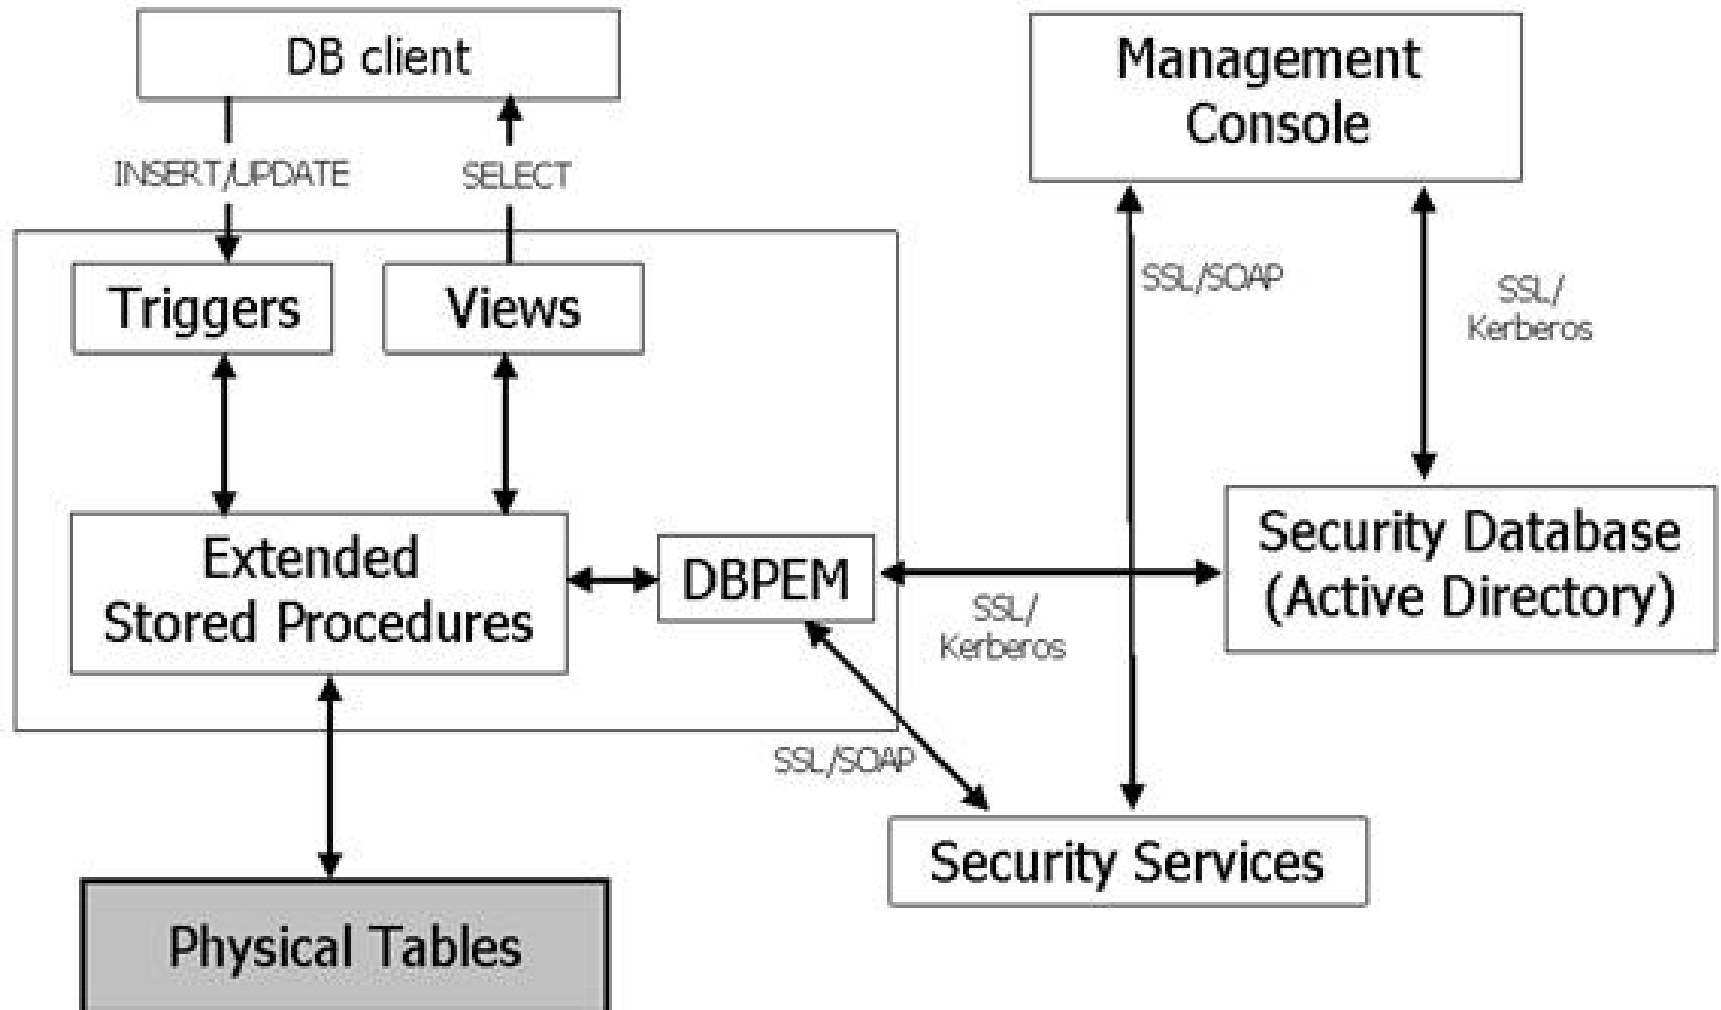 DB client
Management
Console
INSERT/UPDATE
SELECT
SSL/SOAP
SSL/
Kerberos
Triggers
Views
Extended
Stored Procedures
DBPEM
SSL/
Kerberos
Security Database
(Active Directory)
SSL/SOAP
Security Services
Physical Tables